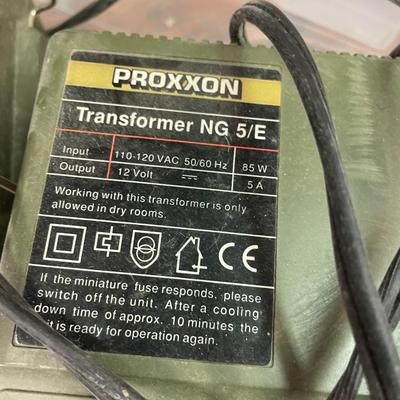 PROXXON
Transformer NG 5/E
Input 110-120 VAC 50/60 Hz 85 W
Output 12 Volt 5 A
Working with this transformer is only
allowed in dry rooms.
CE
If the miniature fuse responds, please
switch off the unit. After a cooling
down time of approx. 10 minutes the
it is ready for operation again.